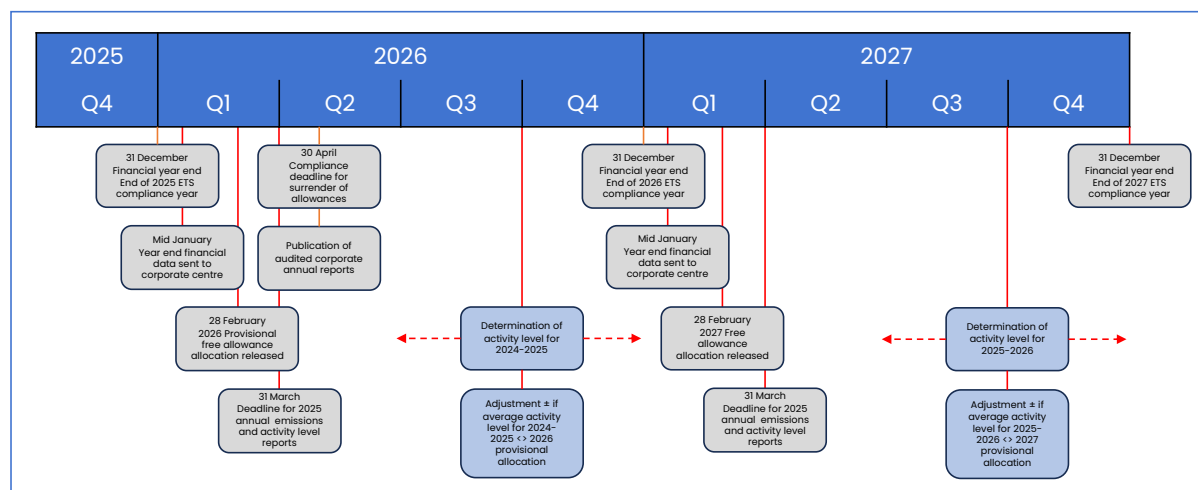 2025
2026
2027
Q4
Q1
Q2
Q3
Q4
Q1
Q2
Q3
Q4
31 December
Financial year end
End of 2025 ETS
compliance year
30 April
Compliance
deadline for
surrender of
allowances
31 December
Financial year end
End of 2026 ETS
compliance year
31 December
Financial year end
End of 2027 ETS
compliance year
Mid January
Year end financial
data sent to
corporate centre
Publication of
audited corporate
annual reports
Mid January
Year end financial
data sent to
corporate centre
28 February
2026 Provisional
free allowance
allocation released
Determination of
activity level for
2024-2025
28 February
2027 Free
allowance
allocation released
Determination of
activity level for
2025-2026
31 March
Deadline for 2025
annual emissions
and activity level
reports
Adjustment ± if
average activity
level for 2024-
2025 <> 2026
provisional
allocation
31 March
Deadline for 2025
annual emissions
and activity level
reports
Adjustment ± if
average activity
level for 2025-
2026 <> 2027
provisional
allocation